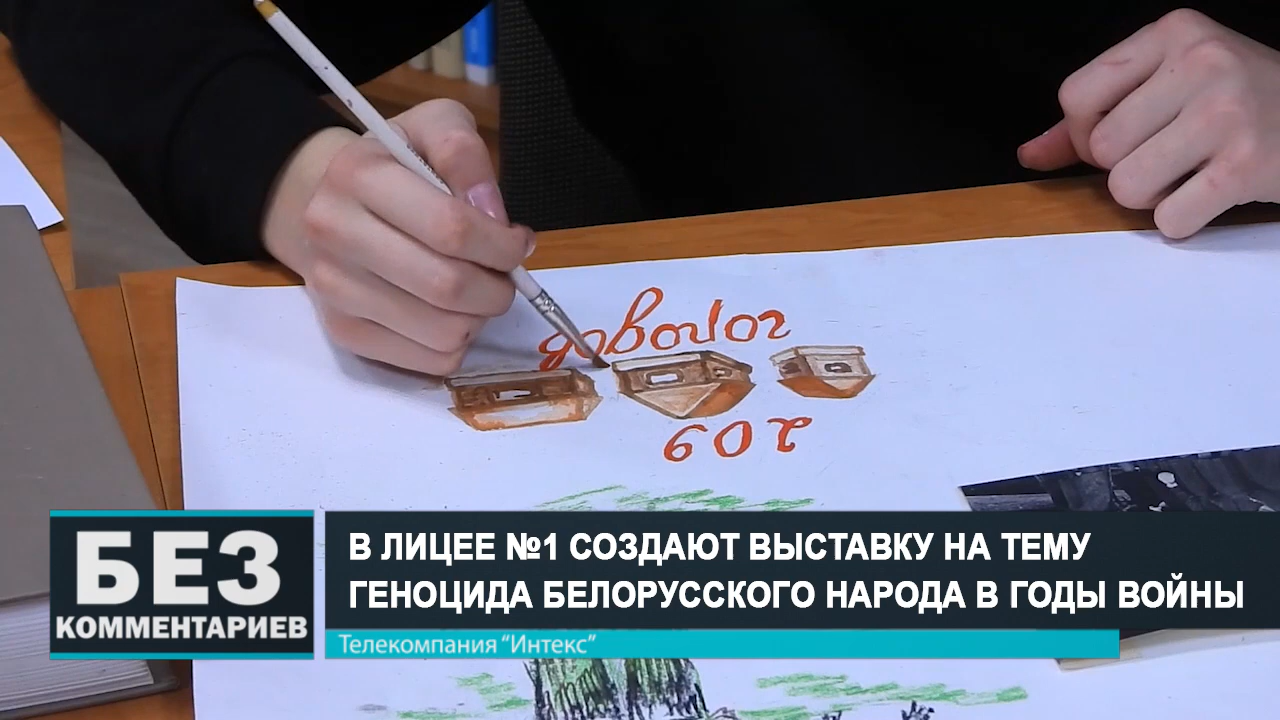 БЕЗ
КОММЕНТАРИЕВ
В ЛИЦЕЕ №1 СОЗДАЮТ ВЫСТАВКУ НА ТЕМУ
ГЕНОЦИДА БЕЛОРУССКОГО НАРОДА В ГОДЫ ВОЙНЫ
Телекомпания “Интекс”